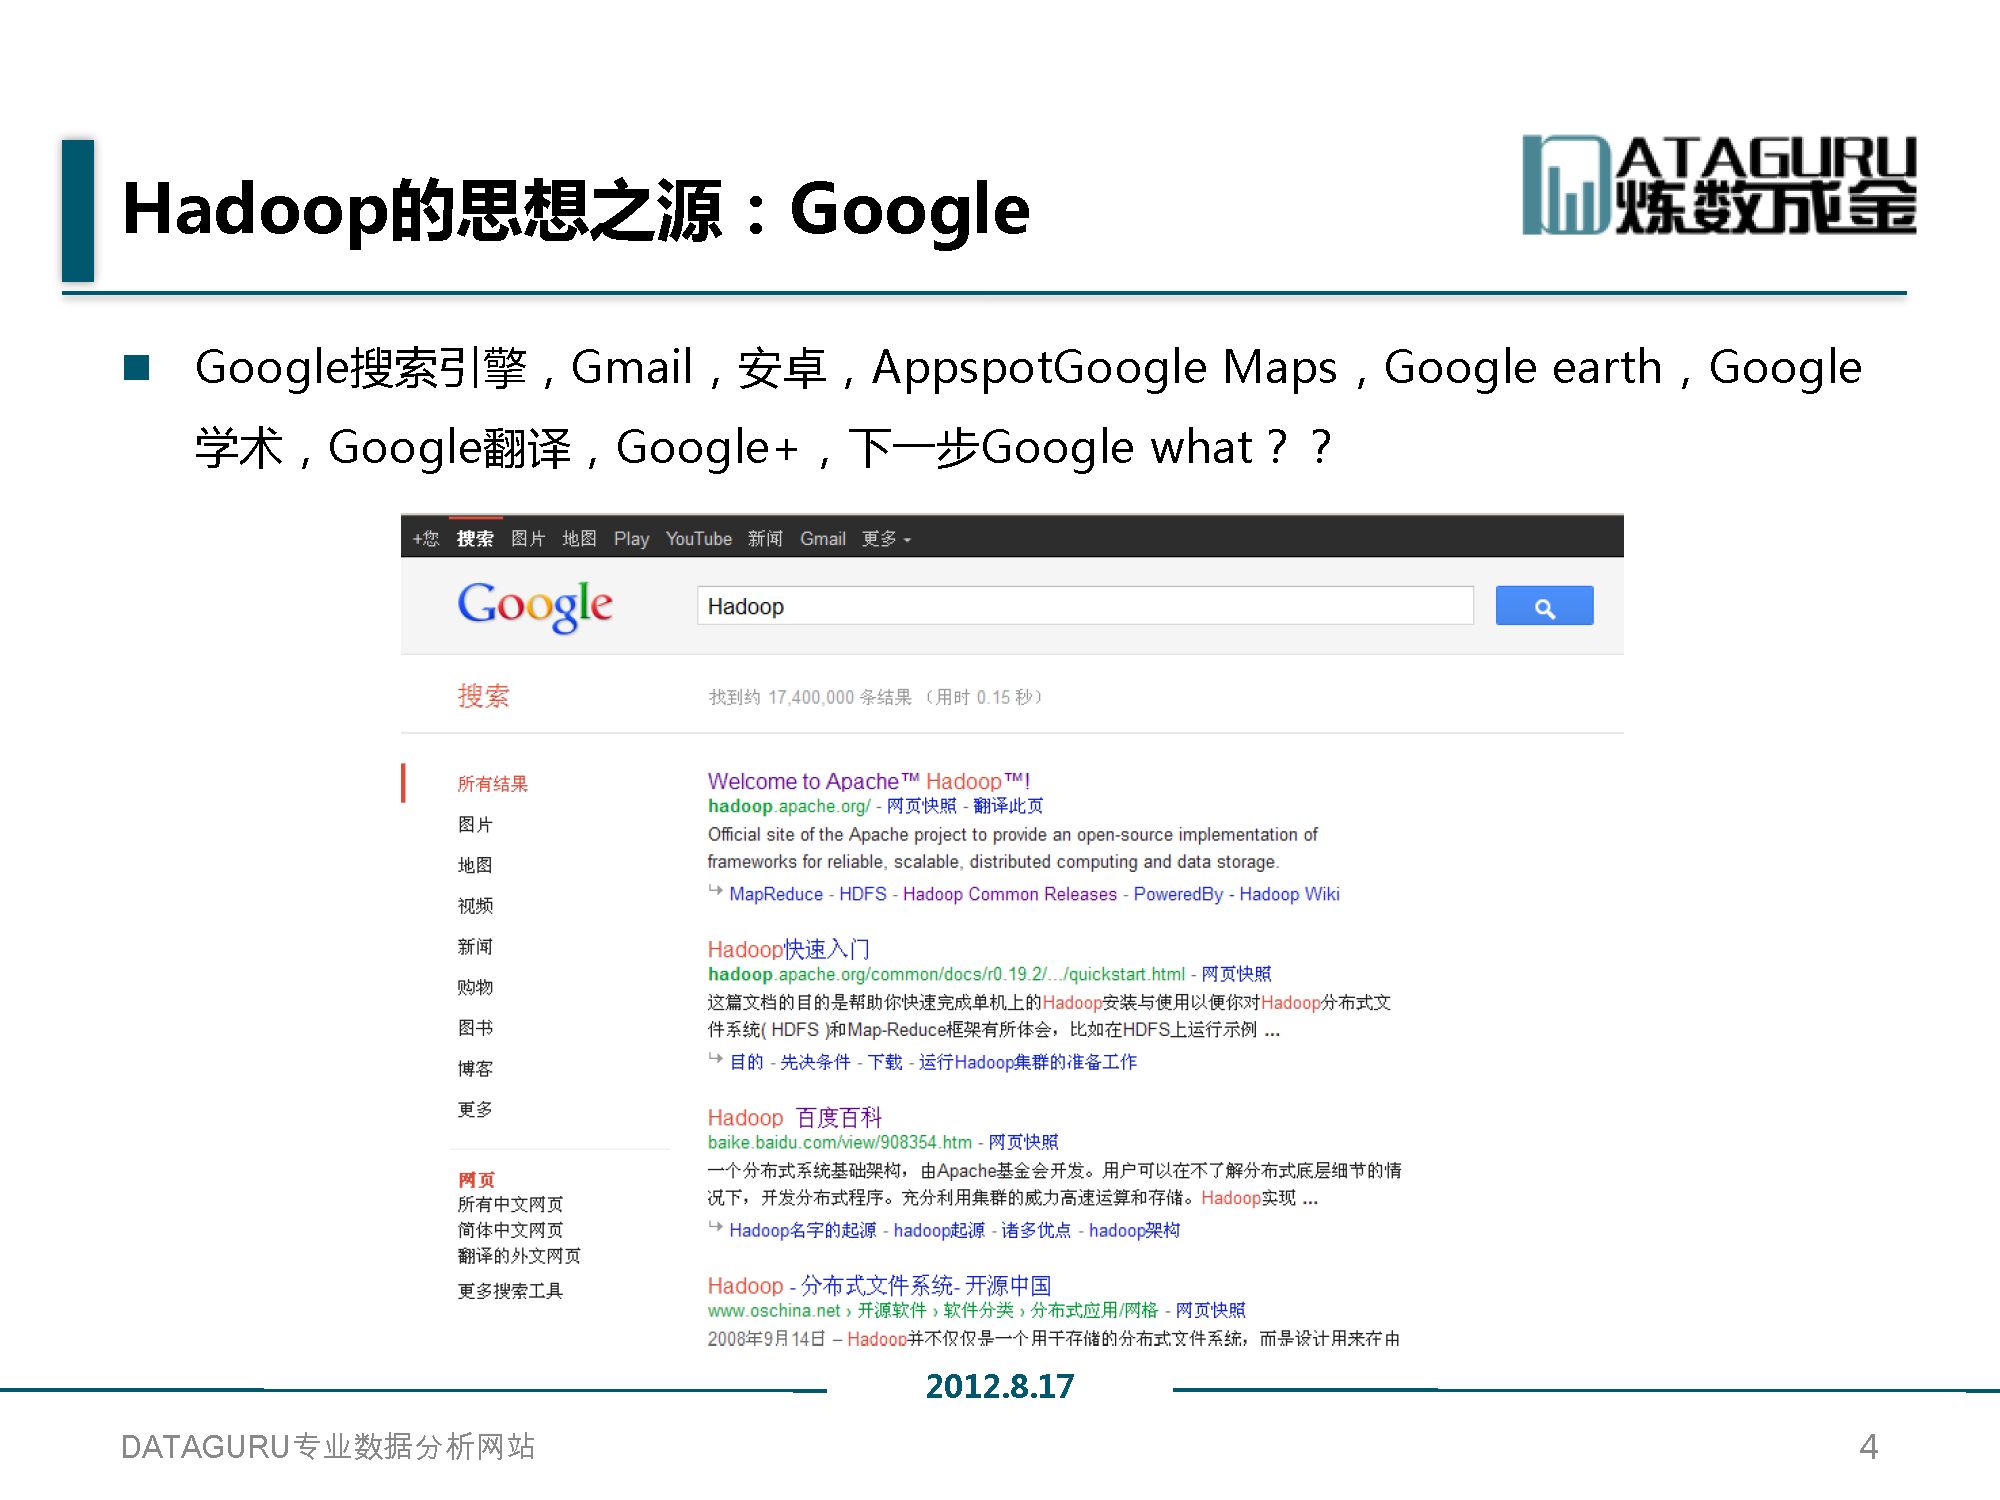 Hadoop的思想之源：Google
DATAGURU
炼数成金
Google搜索引擎，Gmail，安卓，AppspotGoogle Maps，Google earth，Google
学术，Google翻译，Google+，下一步Google what？？
+您 搜索 图片 地图 Play YouTube 新闻 Gmail 更多
Google
Hadoop
搜索
找到约 17,400,000 条结果 （用时 0.15 秒）
所有结果
图片
地图
视频
新闻
购物
图书
博客
更多
网页
所有中文网页
简体中文网页
翻译的外文网页
更多搜索工具
Welcome to Apache™ Hadoop™!
hadoop.apache.org/ - 网页快照 - 翻译此页
Official site of the Apache project to provide an open-source implementation of
frameworks for reliable, scalable, distributed computing and data storage.
MapReduce - HDFS - Hadoop Common Releases - PoweredBy - Hadoop Wiki
Hadoop快速入门
hadoop.apache.org/common/docs/r0.19.2/.../quickstart.html - 网页快照
这篇文档的目的是帮助你快速完成单机上的Hadoop安装与使用以便你对Hadoop分布式文
件系统( HDFS )和Map-Reduce框架有所体会，比如在HDFS上运行示例 ...
目的 - 先决条件 - 下载 - 运行Hadoop集群的准备工作
Hadoop 百度百科
baike.baidu.com/view/908354.htm - 网页快照
一个分布式系统基础架构，由Apache基金会开发。用户可以在不了解分布式底层细节的情
况下，开发分布式程序。充分利用集群的威力高速运算和存储。Hadoop实现 ...
Hadoop名字的起源 - hadoop起源 - 诸多优点 - hadoop架构
Hadoop - 分布式文件系统- 开源中国
www.oschina.net › 开源软件 › 软件分类 › 分布式应用/网格 - 网页快照
2008年9月14日 – Hadoop并不仅仅是一个用于存储的分布式文件系统，而是设计用来在由
2012.8.17
DATAGURU专业数据分析网站
4